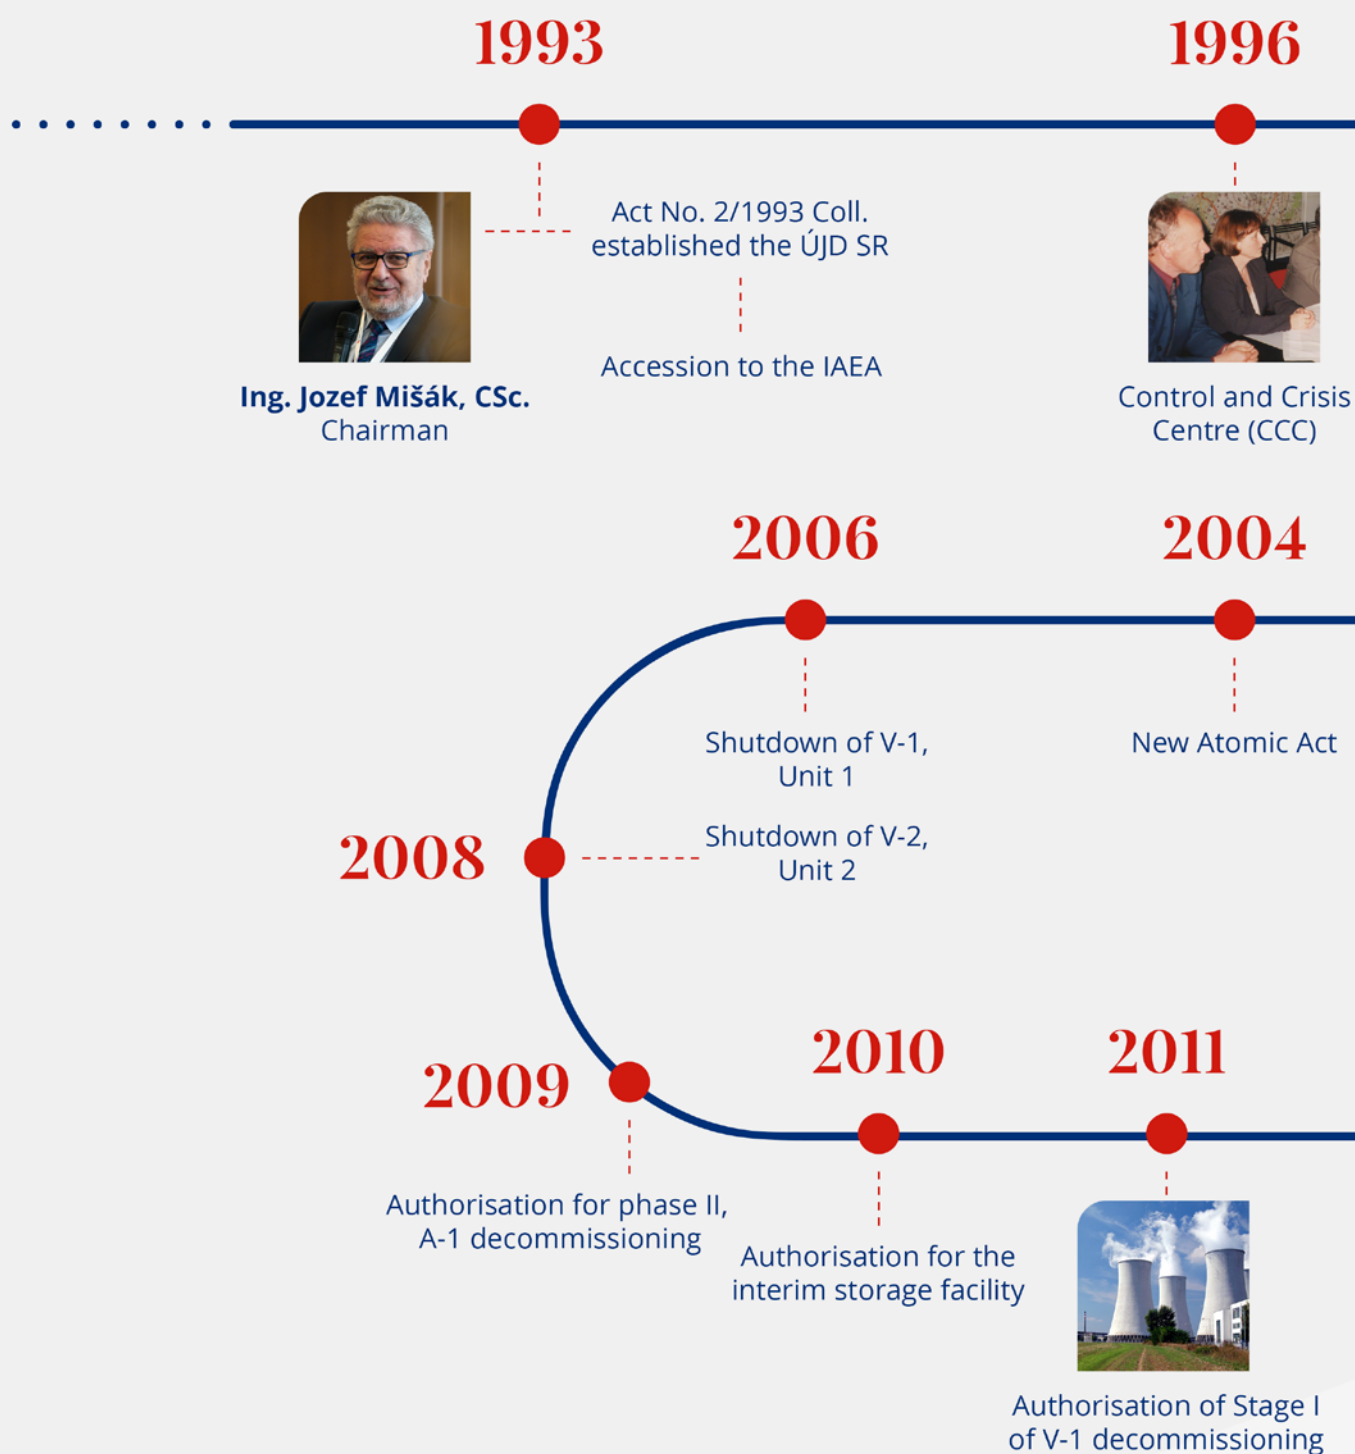 1993
1996
Act No. 2/1993 Coll.
established the ÚJD SR
Accession to the IAEA
Ing. Jozef Mišák, CSc.
Chairman
Control and Crisis
Centre (CCC)
2006
2004
Shutdown of V-1,
Unit 1
New Atomic Act
2008
Shutdown of V-2,
Unit 2
2009
2010
2011
Authorisation for phase II,
A-1 decommissioning
Authorisation for the
interim storage facility
Authorisation of Stage I
of V-1 decommissioning